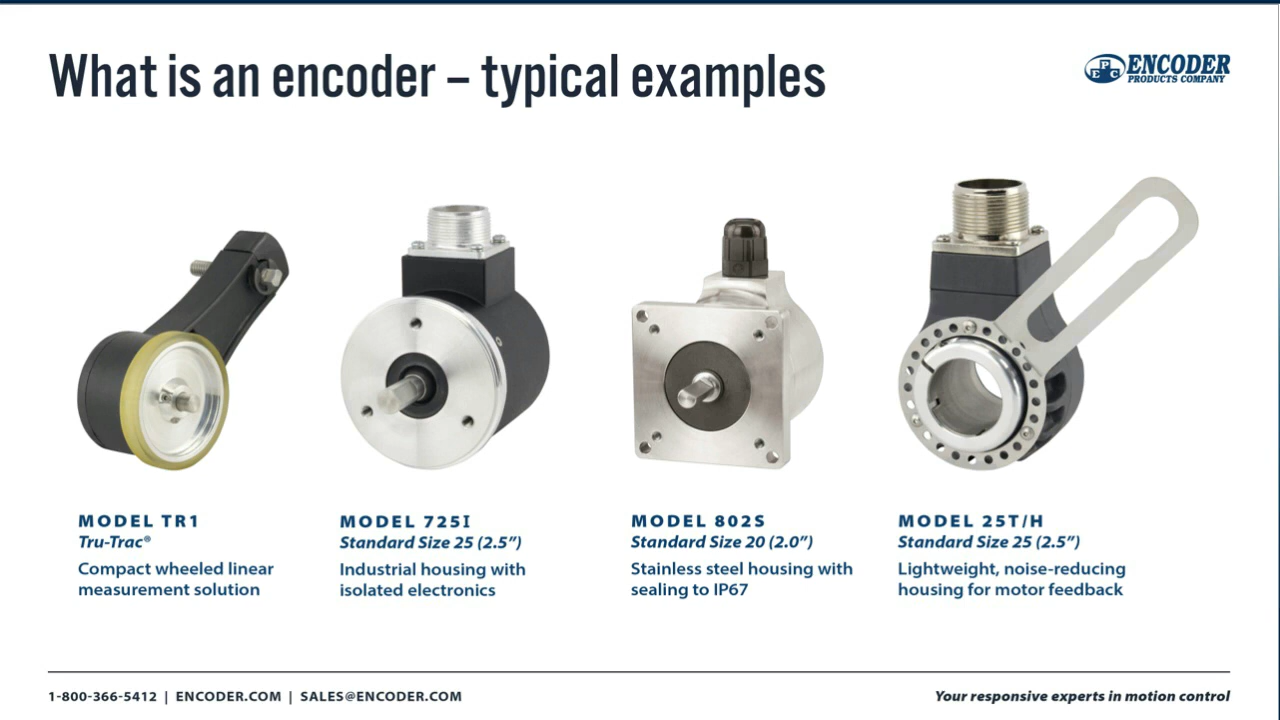 What is an encoder – typical examples
EPC
ENCODER
PRODUCTS COMPANY
MODEL TR1
Tru-Trac®
Compact wheeled linear
measurement solution
MODEL 725I
Standard Size 25 (2.5”)
Industrial housing with
isolated electronics
MODEL 802S
Standard Size 20 (2.0”)
Stainless steel housing with
sealing to IP67
MODEL 25T/H
Standard Size 25 (2.5”)
Lightweight, noise-reducing
housing for motor feedback
1-800-366-5412 | ENCODER.COM | SALES@ENCODER.COM
Your responsive experts in motion control